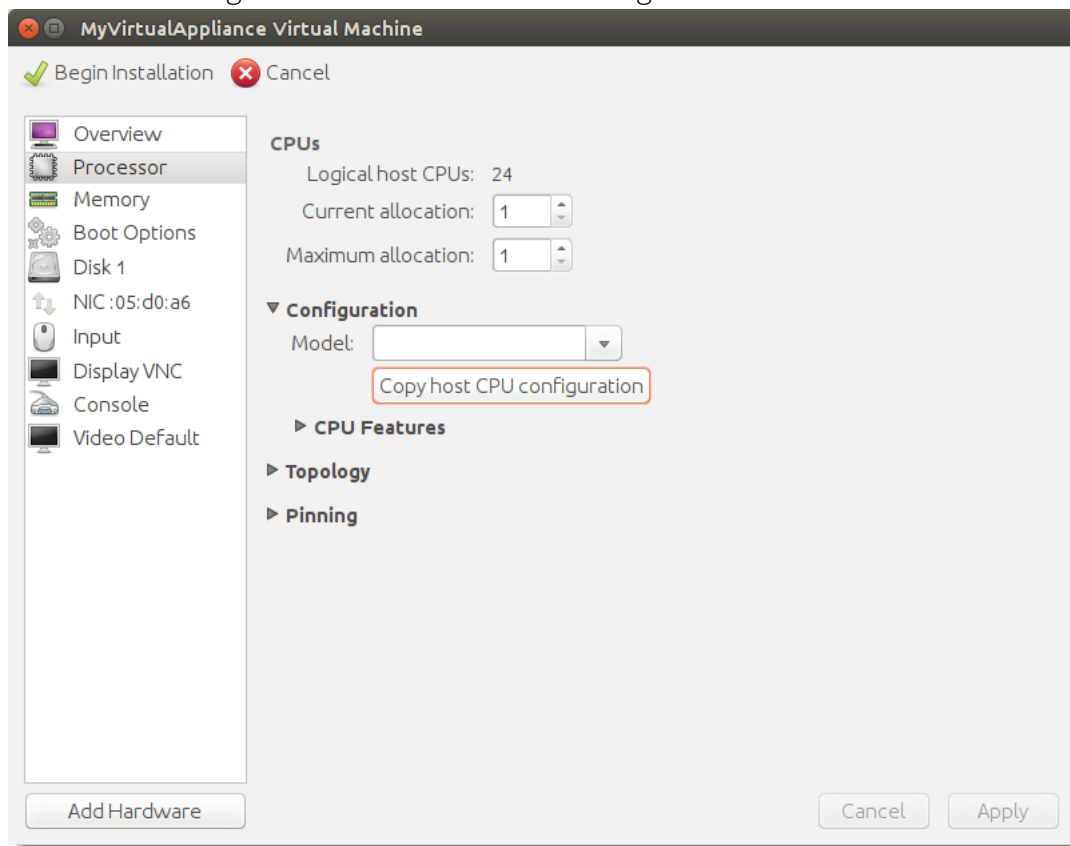 MyVirtualAppliance Virtual Machine
Begin Installation Cancel
Overview
Processor
Memory
Boot Options
Disk 1
NIC :05:d0:a6
Input
Display VNC
Console
Video Default
CPUs
Logical host CPUs: 24
Current allocation: 1
Maximum allocation: 1
Configuration
Model:
Copy host CPU configuration
CPU Features
Topology
Pinning
Add Hardware
Cancel Apply